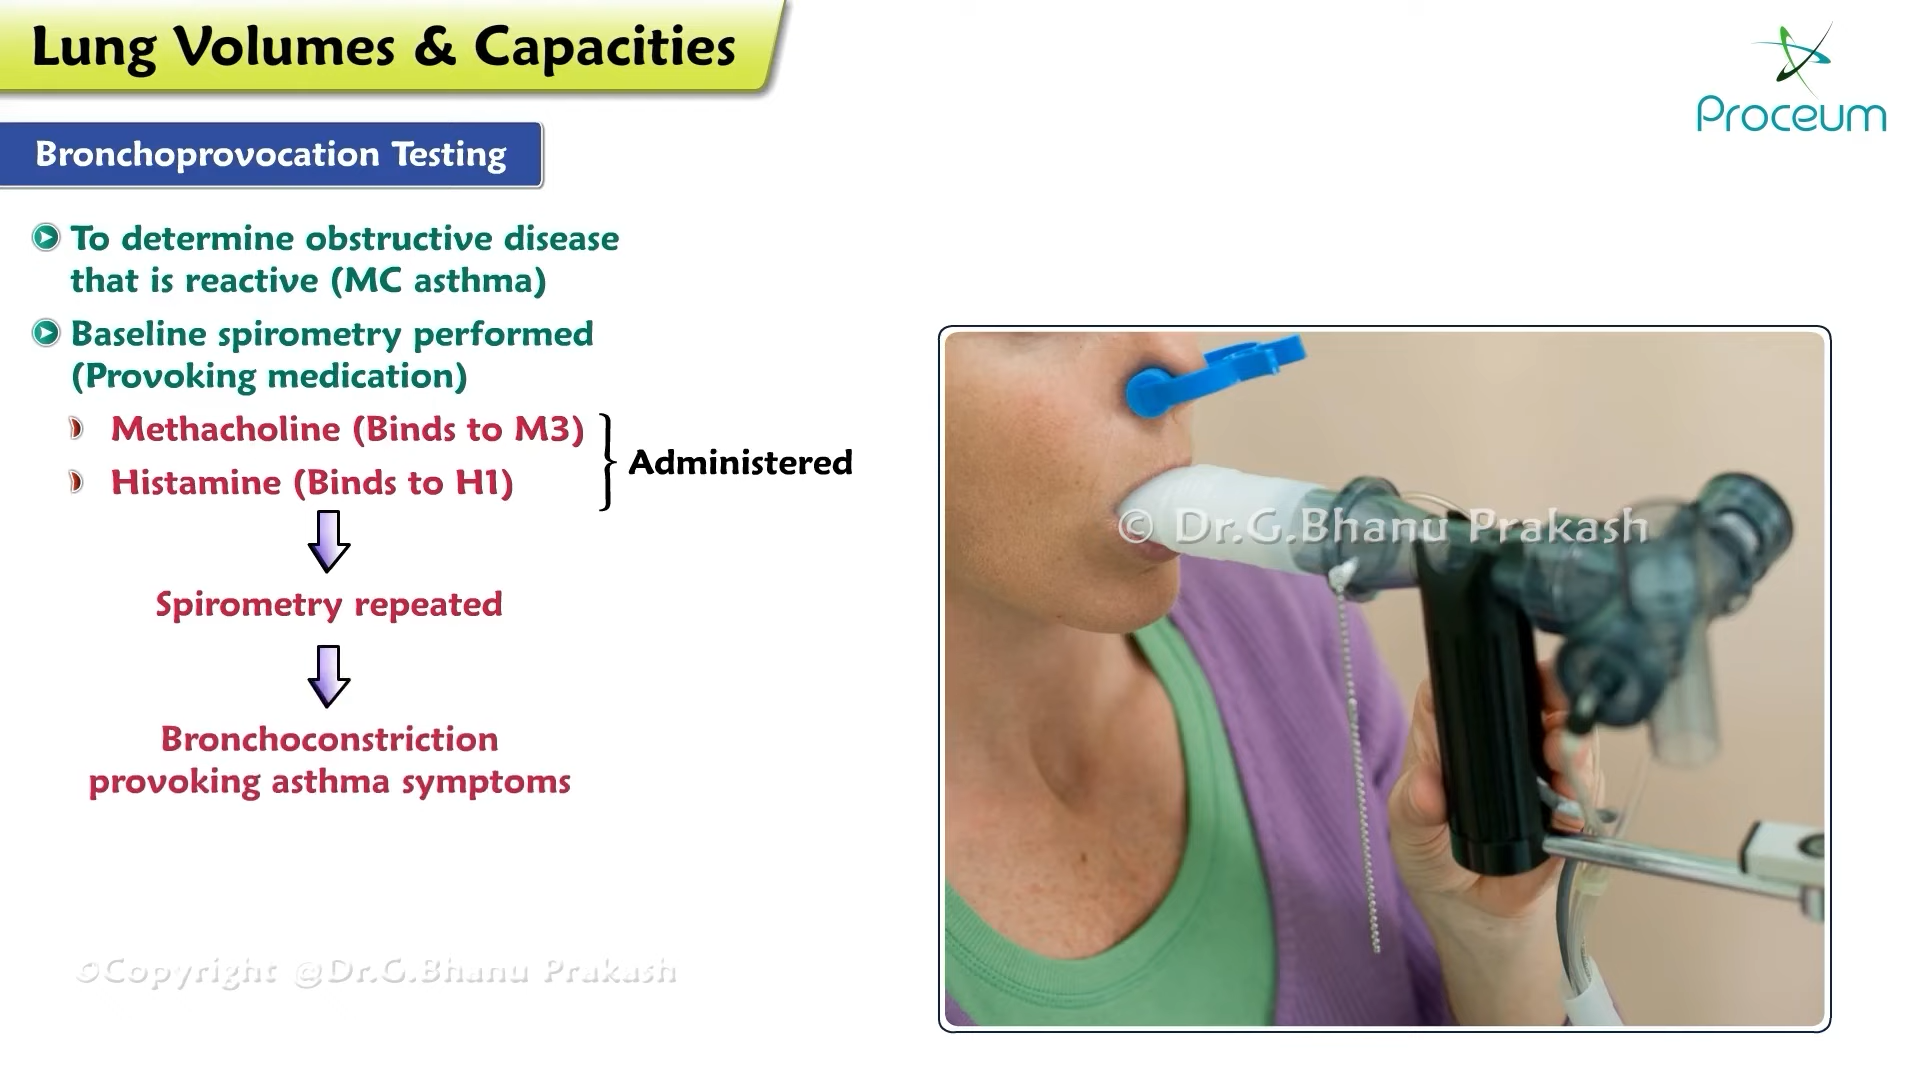 Lung Volumes & Capacities
Proceum
Bronchoprovocation Testing
To determine obstructive disease
that is reactive (MC asthma)
Baseline spirometry performed
(Provoking medication)
Methacholine (Binds to M3)
Histamine (Binds to H1)
Administered
Spirometry repeated
Bronchoconstriction
provoking asthma symptoms
© Dr.G.Bhanu Prakash
©Copyright @Dr.G.Bhanu Prakash